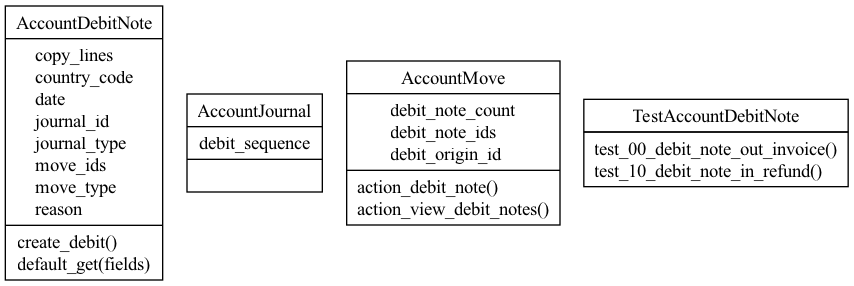 AccountDebitNote
copy_lines
country_code
date
journal_id
journal_type
move_ids
move_type
reason
create_debit()
default_get(fields)
AccountJournal
debit_sequence
AccountMove
debit_note_count
debit_note_ids
debit_origin_id
action_debit_note()
action_view_debit_notes()
TestAccountDebitNote
test_00_debit_note_out_invoice()
test_10_debit_note_in_refund()